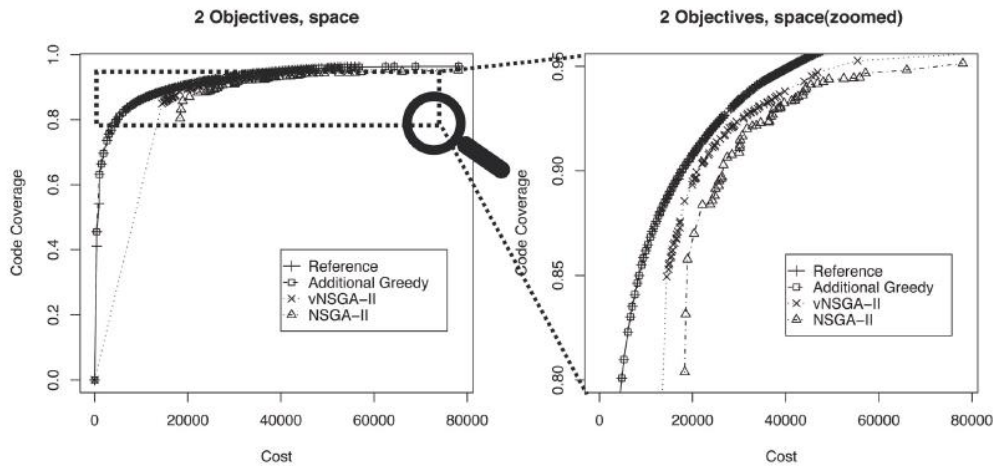 2 Objectives, space
Code Coverage
1.0
0.8
0.6
0.4
0.2
0.0
Reference
Additional Greedy
vNSGA-II
NSGA-II
0 20000 40000 60000 80000
Cost
2 Objectives, space(zoomed)
Code Coverage
0.95
0.90
0.85
0.80
Reference
Additional Greedy
vNSGA-II
NSGA-II
0 20000 40000 60000 80000
Cost